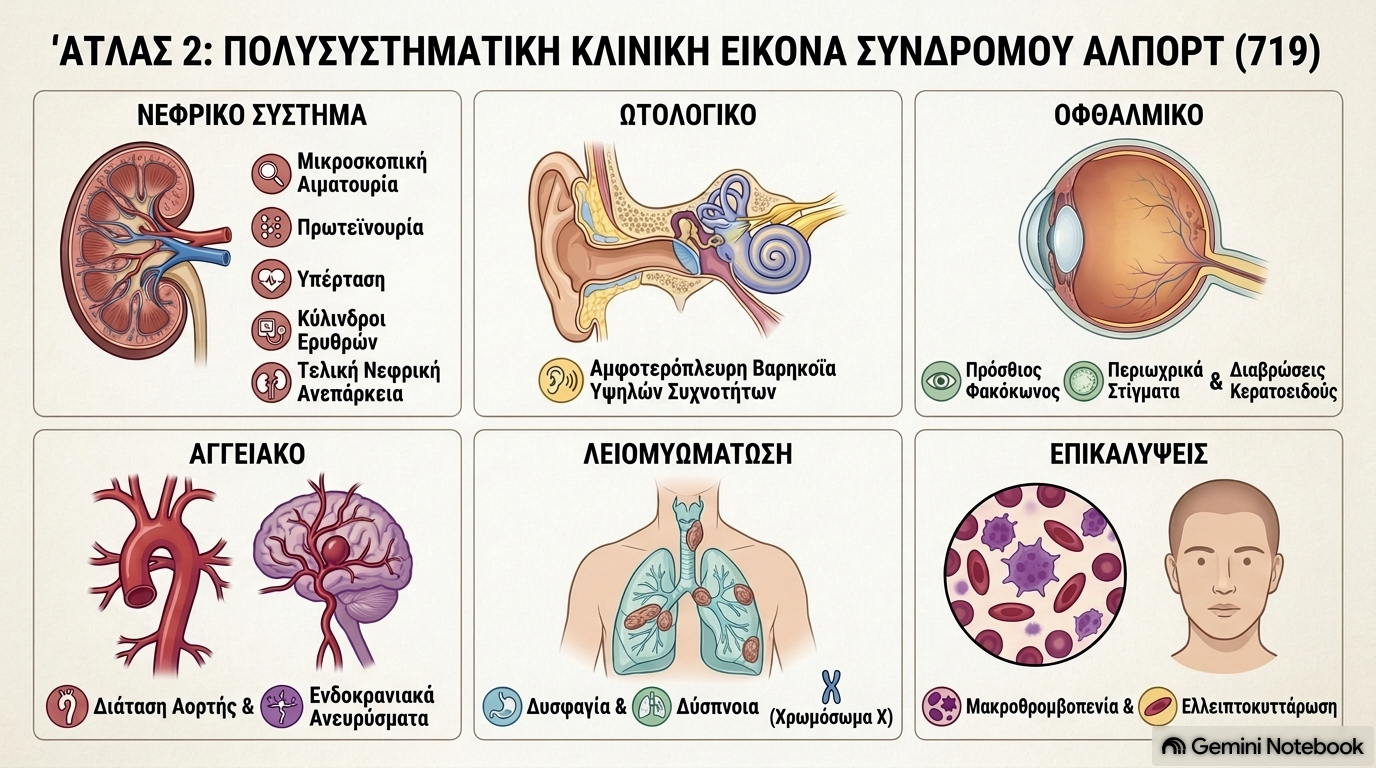 ‘ΑΤΛΑΣ 2: ΠΟΛΥΣΥΣΤΗΜΑΤΙΚΗ ΚΛΙΝΙΚΗ ΕΙΚΟΝΑ ΣΥΝΔΡΟΜΟΥ ΑΛΠΟΡΤ (719)
ΝΕΦΡΙΚΟ ΣΥΣΤΗΜΑ
Μικροσκοπική
Αιματουρία
Πρωτεϊνουρία
Υπέρταση
Κύλινδροι
Ερυθρών
Τελική Νεφρική
Ανεπάρκεια
ΩΤΟΛΟΓΙΚΟ
Αμφοτερόπλευρη Βαρηκοΐα
Υψηλών Συχνοτήτων
ΟΦΘΑΛΜΙΚΟ
Πρόσθιος
Φακόκωνος
Περιωχρικά
Στίγματα
&
Διαβρώσεις
Κερατοειδούς
ΑΓΓΕΙΑΚΟ
Διάταση Αορτής &
Ενδοκρανιακά
Ανευρύσματα
ΛΕΙΟΜΥΩΜΑΤΩΣΗ
Δυσφαγία &
Δύσπνοια
(Χρωμόσωμα Χ)
ΕΠΙΚΑΛΥΨΕΙΣ
Μακροθρομβοπενία &
Ελλειπτοκυττάρωση
Gemini Notebook